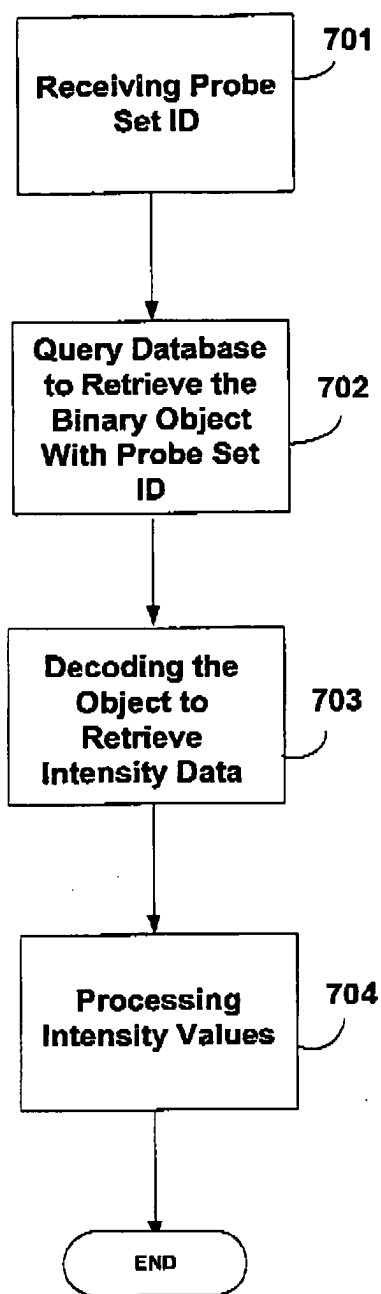 701
Receiving Probe
Set ID
Query Database
to Retrieve the
Binary Object
With Probe Set
ID
702
Decoding the
Object to
Retrieve
Intensity Data
703
Processing
Intensity Values
704
END